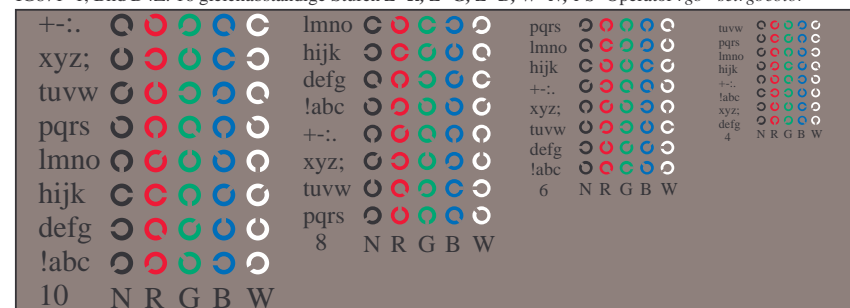 +-:.
xyz;
tuvw
pqrs
lmno
hijk
defg
!abc
10 N R G B W
lmno
hijk
defg
!abc
+-:.
xyz;
tuvw
pqrs
8 N R G B W
pqrs
lmno
hijk
+-:.
xyz;
tuvw
defg
!abc
6 N R G B W
tuvw
pqrs
lmno
hijk
+-:.
!abc
xyz;
defg
4 N R G B W